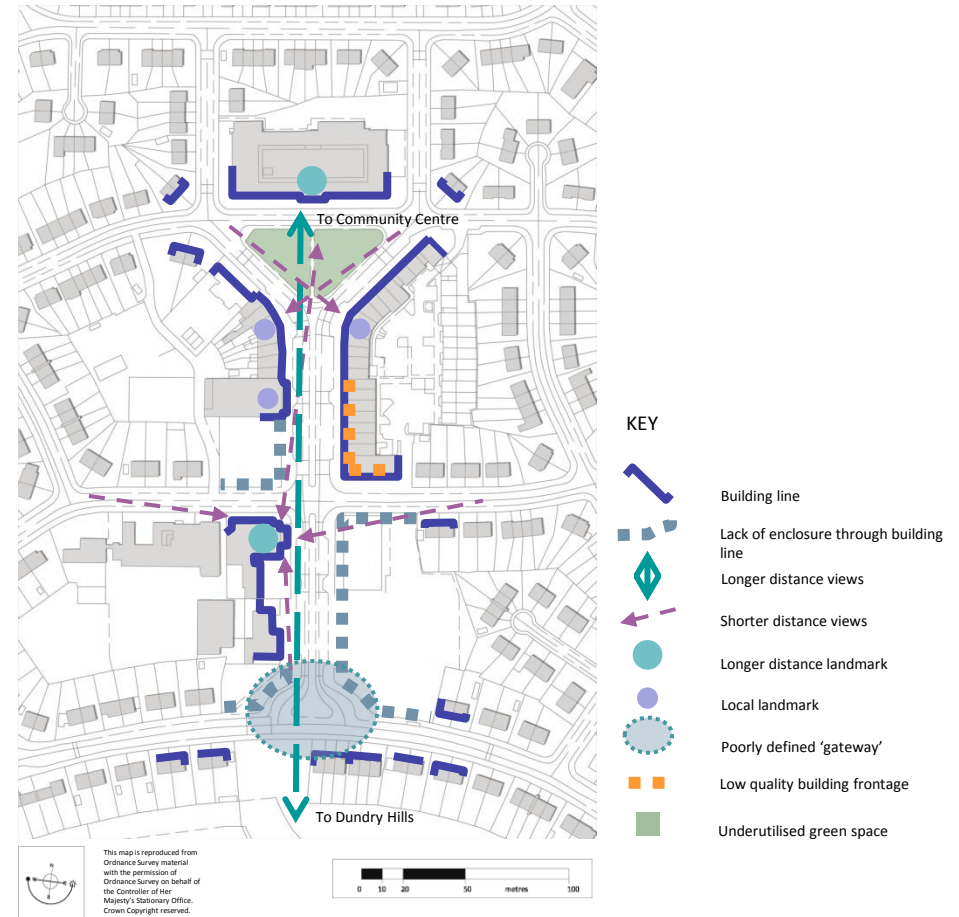 To Community Centre
To Dundry Hills
KEY
Building line
Lack of enclosure through building
line
Longer distance views
Shorter distance views
Longer distance landmark
Local landmark
Poorly defined ‘gateway’
Low quality building frontage
Underutilised green space
This map is reproduced from
Ordnance Survey material
with the permission of
Ordnance Survey on behalf of
the Controller of Her
Majesty’s Stationary Office.
Crown Copyright reserved.
0 10 20 50 metres 100